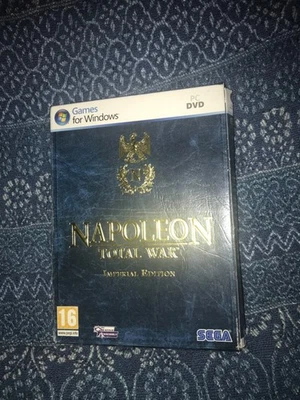 Games
for Windows
PC
DVD
NAPOLEON
TOTAL WAR
IMPERIAL EDITION
16
SEGA